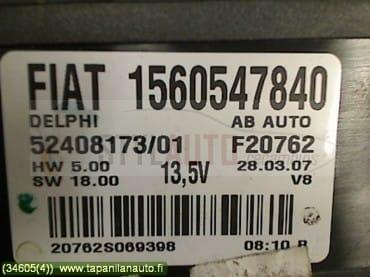 FIAT 1560547840
DELPHI AB AUTO
52408173/01 F20762
HW 5.00 13,5V 28.03.07
SW 18.00 V8
20762S069398 08:10 B
(34605(4)) www.tapanilanauto.fi